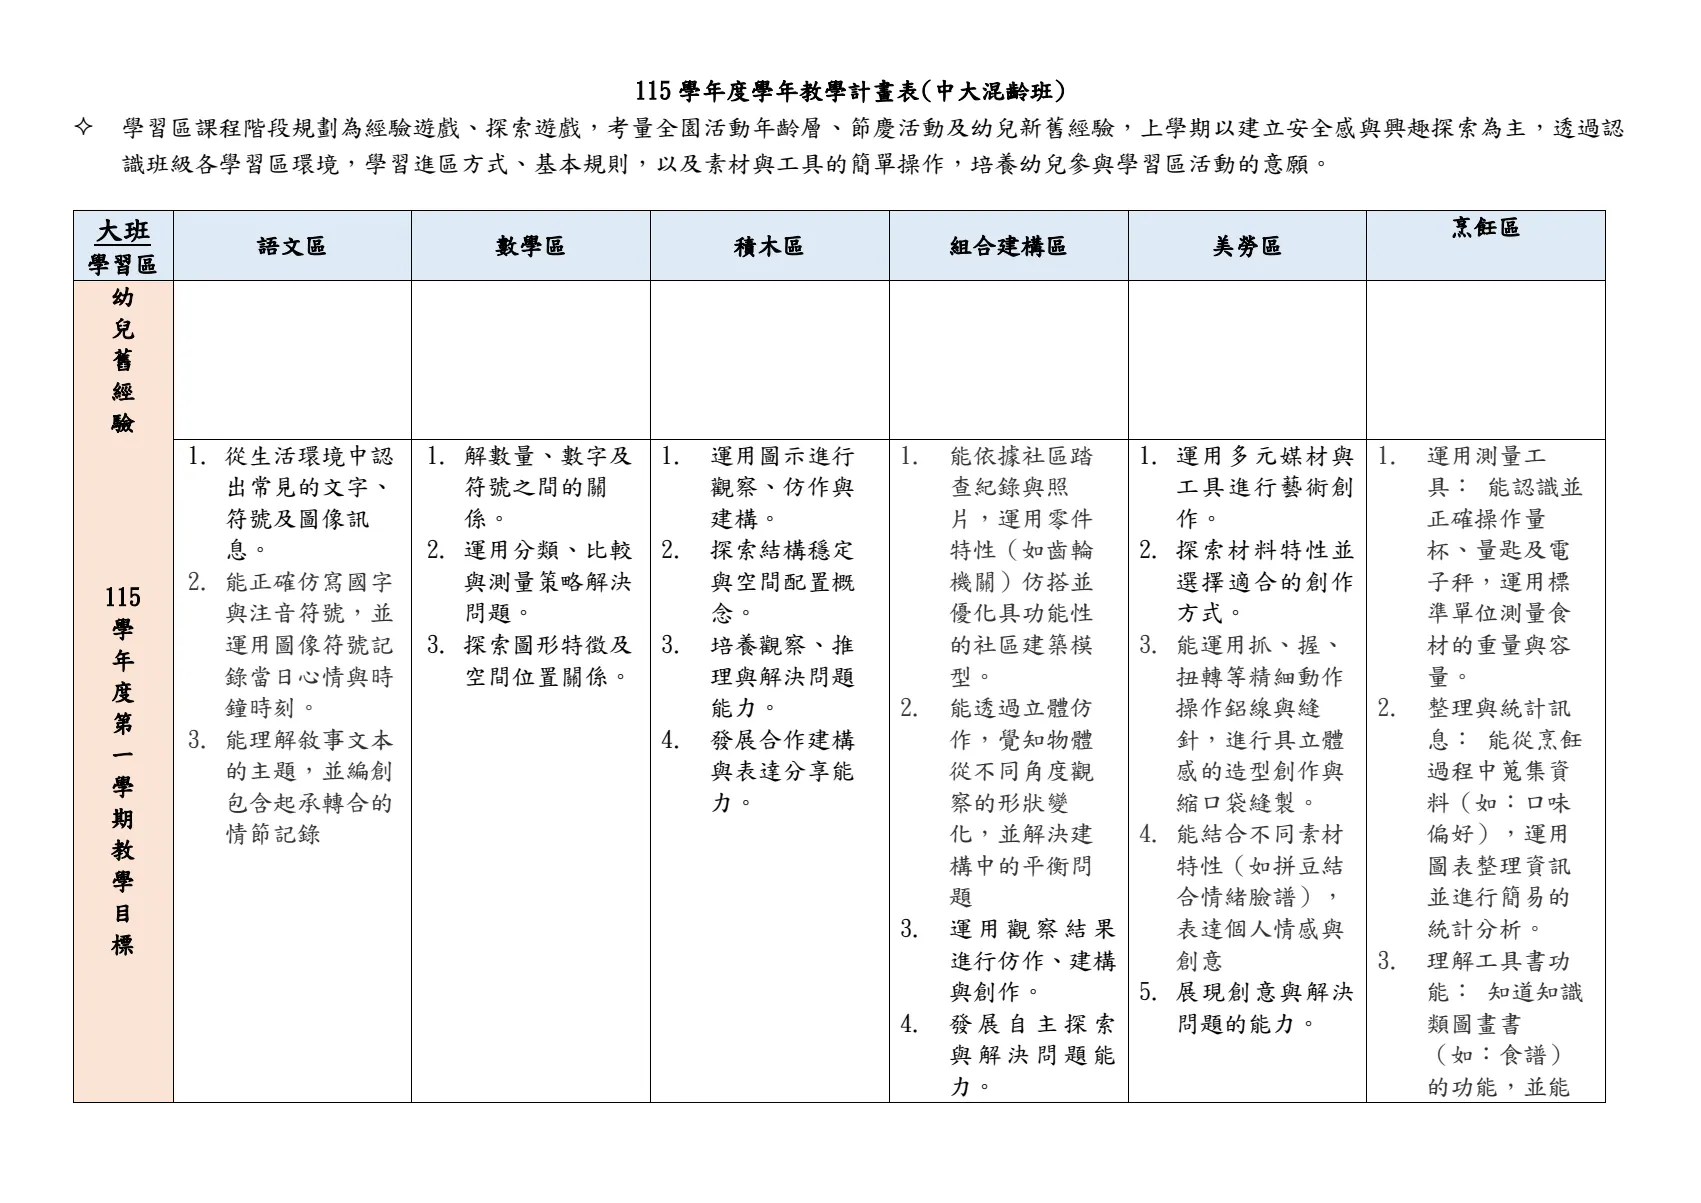 115 學年度學年教學計畫表(中大混齡班)
✧ 學習區課程階段規劃為經驗遊戲、探索遊戲，考量全園活動年齡層、節慶活動及幼兒新舊經驗，上學期以建立安全感與興趣探索為主，透過認
識班級各學習區環境，學習進區方式、基本規則，以及素材與工具的簡單操作，培養幼兒參與學習區活動的意願。
大班
學習區
語文區
數學區
積木區
組合建構區
美勞區
烹飪區
幼
兒
舊
經
驗
115
學
年
度
第
一
學
期
教
學
目
標
1. 從生活環境中認
出常見的文字、
符號及圖像訊
息。
2. 能正確仿寫國字
與注音符號，並
運用圖像符號記
錄當日心情與時
鐘時刻。
3. 能理解敘事文本
的主題，並編創
包含起承轉合的
情節記錄
1. 解數量、數字及
符號之間的關
係。
2. 運用分類、比較
與測量策略解決
問題。
3. 探索圖形特徵及
空間位置關係。
1. 運用圖示進行
觀察、仿作與
建構。
2. 探索結構穩定
與空間配置概
念。
3. 培養觀察、推
理與解決問題
能力。
4. 發展合作建構
與表達分享能
力。
1. 能依據社區踏
查紀錄與照
片，運用零件
特性（如齒輪
機關）仿搭並
優化具功能性
的社區建築模
型。
2. 能透過立體仿
作，覺知物體
從不同角度觀
察的形狀變
化，並解決建
構中的平衡問
題
3. 運用觀察結果
進行仿作、建構
與創作。
4. 發展自主探索
與解決問題能
力。
1. 運用多元媒材與
工具進行藝術創
作。
2. 探索材料特性並
選擇適合的創作
方式。
3. 能運用抓、握、
扭轉等精細動作
操作鋁線與縫
針，進行具立體
感的造型創作與
縮口袋縫製。
4. 能結合不同素材
特性（如拼豆結
合情緒臉譜），
表達個人情感與
創意
5. 展現創意與解決
問題的能力。
1. 運用測量工
具： 能認識並
正確操作量
杯、量匙及電
子秤，運用標
準單位測量食
材的重量與容
量。
2. 整理與統計訊
息： 能從烹飪
過程中蒐集資
料（如：口味
偏好），運用
圖表整理資訊
並進行簡易的
統計分析。
3. 理解工具書功
能： 知道知識
類圖畫書
（如：食譜）
的功能，並能